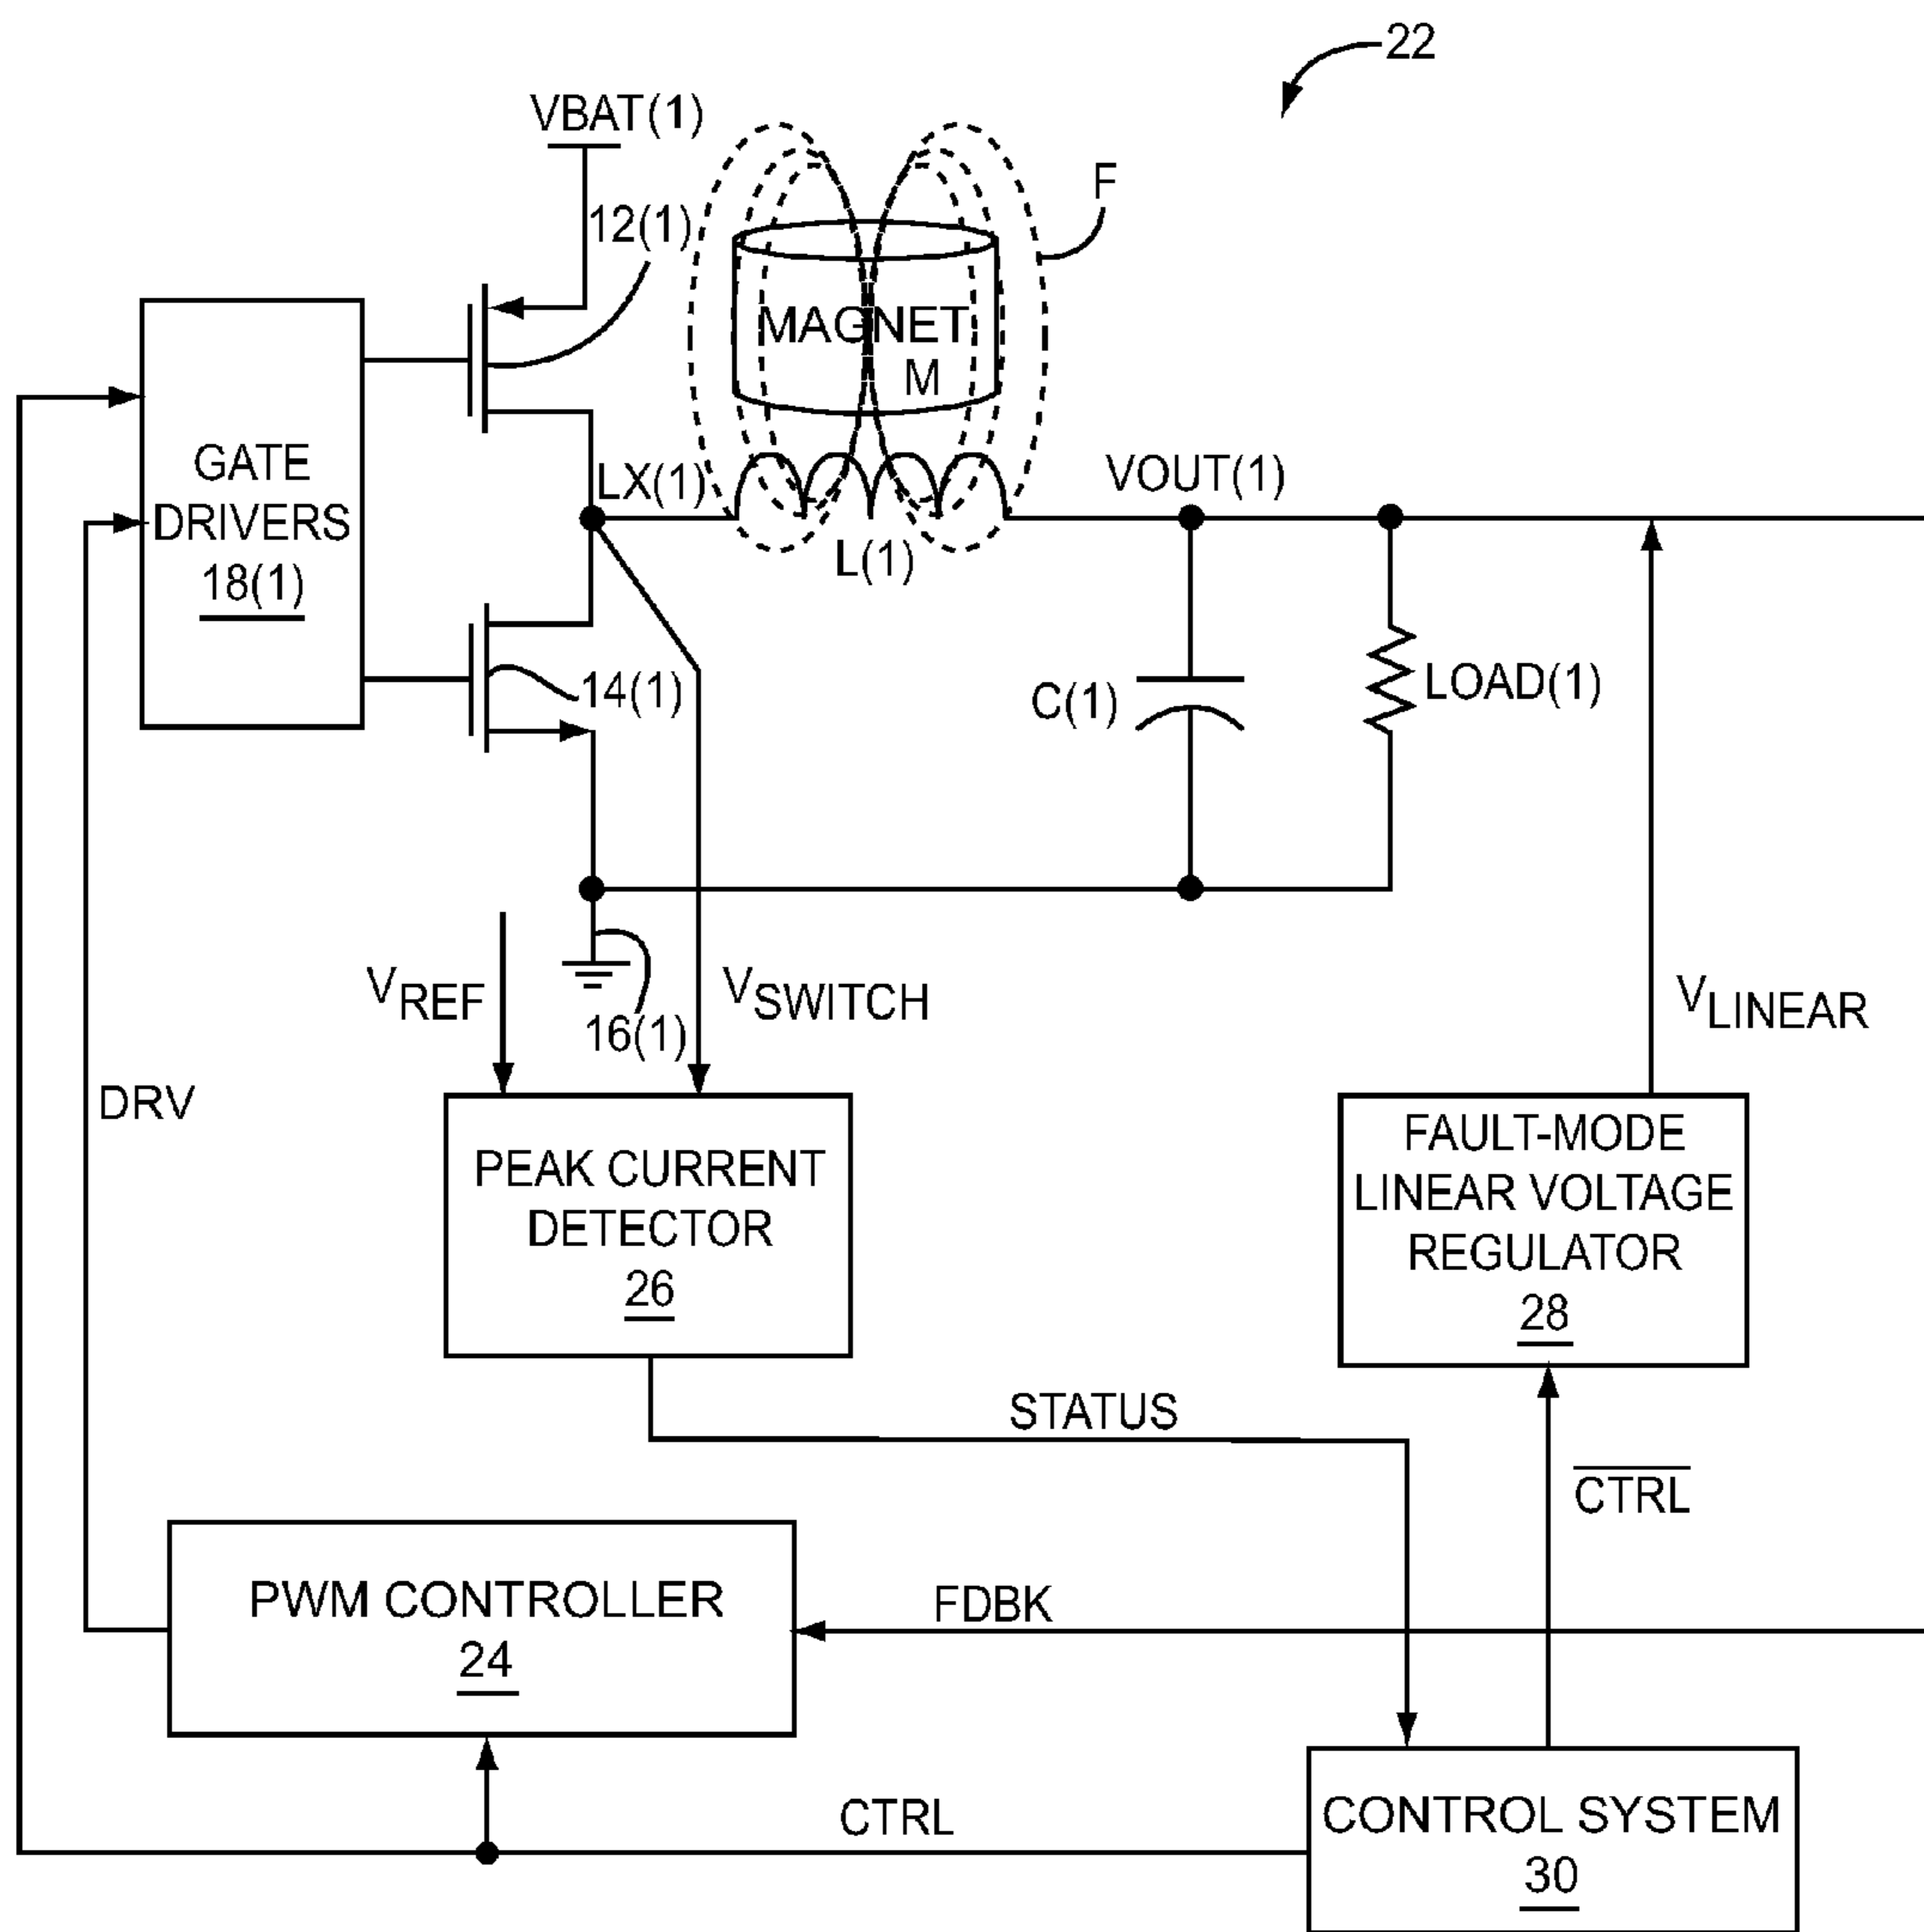 22
VBAT(1)
12(1)
F
MAGNET
M
GATE
DRIVERS
18(1)
LX(1)
L(1)
VOUT(1)
14(1)
C(1)
LOAD(1)
VREF
16(1)
VSWITCH
VLINEAR
DRV
PEAK CURRENT
DETECTOR
26
FAULT-MODE
LINEAR VOLTAGE
REGULATOR
28
STATUS
C̅T̅R̅L̅
PWM CONTROLLER
24
FDBK
CTRL
CONTROL SYSTEM
30